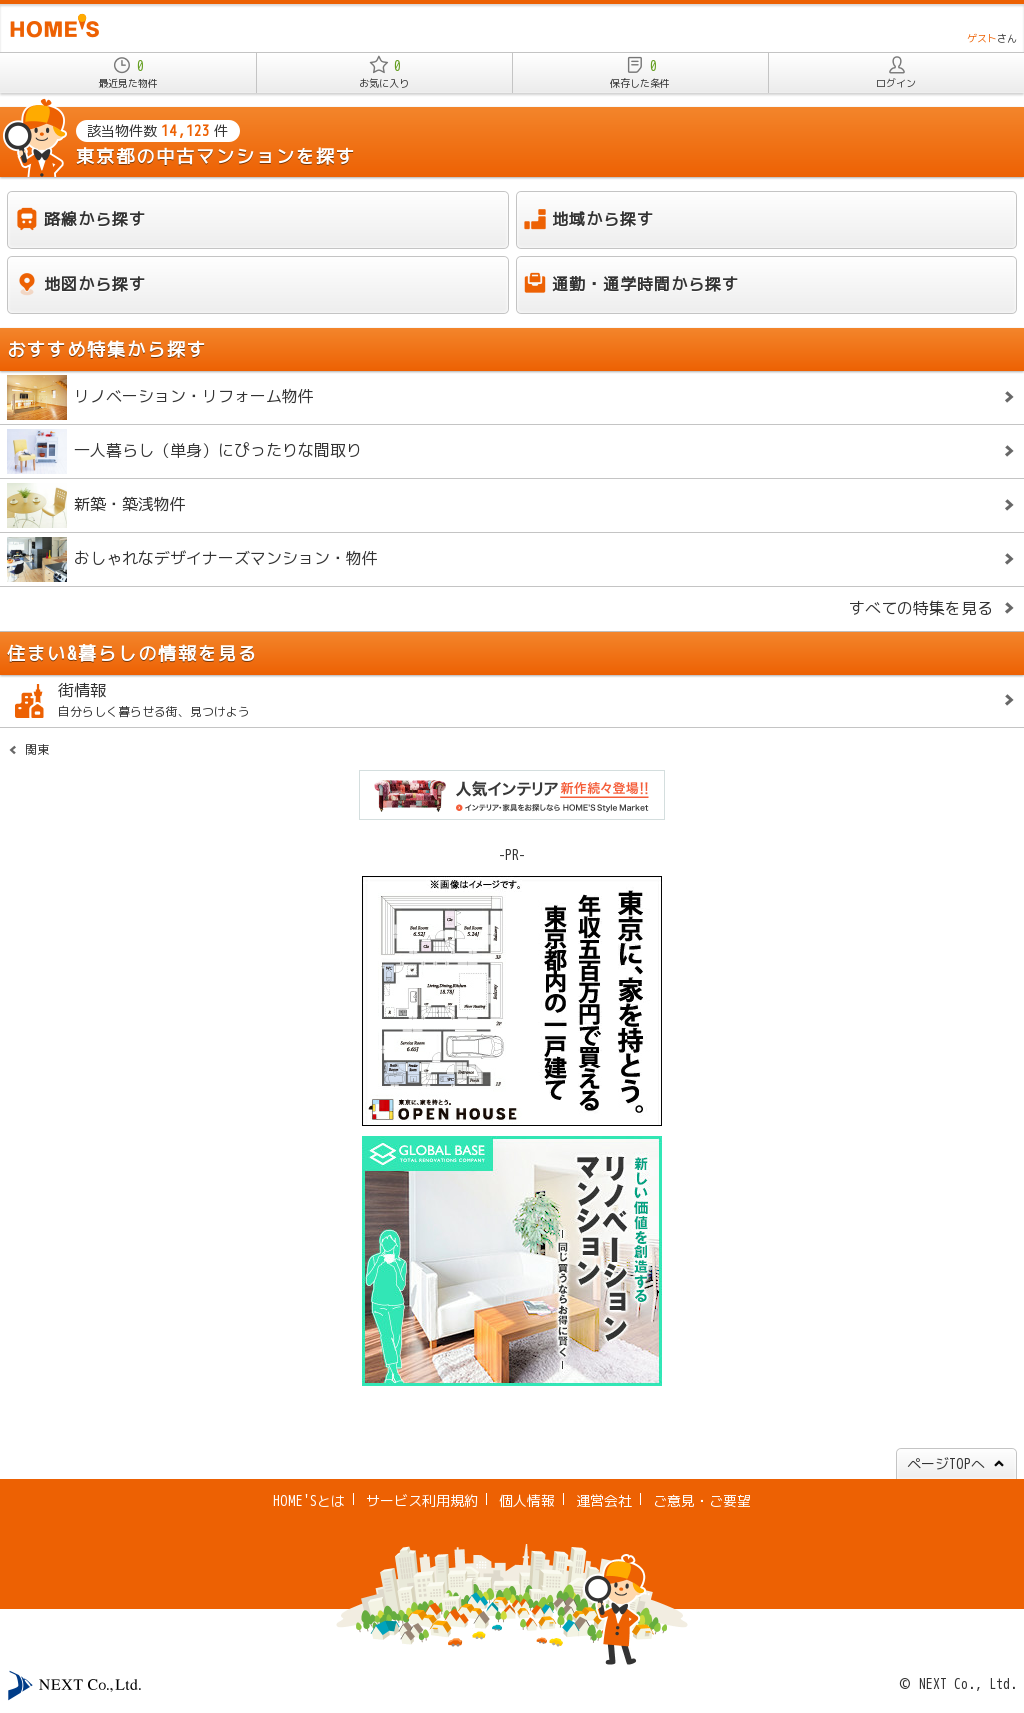 HOME'S
ゲストさん
0
最近見た物件
0
お気に入り
0
保存した条件
ログイン
該当物件数 14,123 件
東京都の中古マンションを探す
路線から探す
地域から探す
地図から探す
通勤・通学時間から探す
おすすめ特集から探す
リノベーション・リフォーム物件
一人暮らし（単身）にぴったりな間取り
新築・築浅物件
おしゃれなデザイナーズマンション・物件
すべての特集を見る
住まい&暮らしの情報を見る
街情報
自分らしく暮らせる街、見つけよう
関東
人気インテリア新作続々登場!!
インテリア・家具をお探しなら HOME'S Style Market
-PR-
※画像はイメージです。
東京に、家を持とう。
年収五百万円で買える
東京都内の一戸建て
Bed Room
6.52J
Bed Room
5.24J
Living,Dining,Kitchen
18.78J
Service Room
6.65J
東京に、家を持とう。
OPEN HOUSE
GLOBAL BASE
TOTAL RENOVATIONS COMPANY
新しい価値を創造する
リノベーション
マンション
同じ買うならお得に賢く
ページTOPへ
HOME'Sとは
サービス利用規約
個人情報
運営会社
ご意見・ご要望
NEXT Co.,Ltd.
© NEXT Co., Ltd.